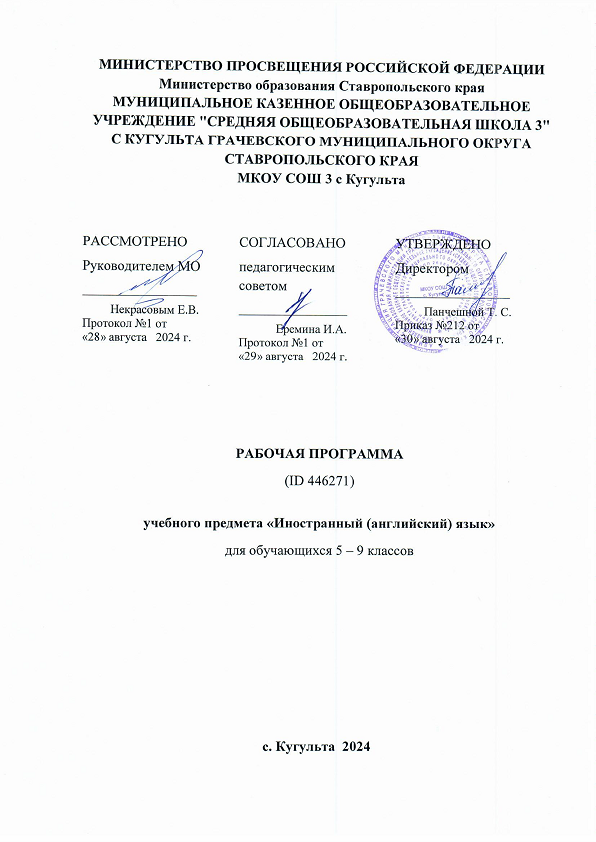 МИНИСТЕРСТВО ПРОСВЕЩЕНИЯ РОССИЙСКОЙ ФЕДЕРАЦИИ
Министерство образования Ставропольского края
МУНИЦИПАЛЬНОЕ КАЗЕННОЕ ОБЩЕОБРАЗОВАТЕЛЬНОЕ
УЧРЕЖДЕНИЕ "СРЕДНЯЯ ОБЩЕОБРАЗОВАТЕЛЬНАЯ ШКОЛА 3"
С КУГУЛЬТА ГРАЧЕВСКОГО МУНИЦИПАЛЬНОГО ОКРУГА
СТАВРОПОЛЬСКОГО КРАЯ
МКОУ СОШ 3 с Кугульта
РАССМОТРЕНО
Руководителем МО
Некрасовым Е.В.
Протокол №1 от
«28» августа 2024 г.
СОГЛАСОВАНО
педагогическим
советом
Еремина И.А.
Протокол №1 от
«29» августа 2024 г.
УТВЕРЖДЕНО
Директором
Панчешной Т. С.
Приказ №212 от
«30» августа 2024 г.
РАБОЧАЯ ПРОГРАММА
(ID 446271)
учебного предмета «Иностранный (английский) язык»
для обучающихся 5 – 9 классов
с. Кугульта 2024